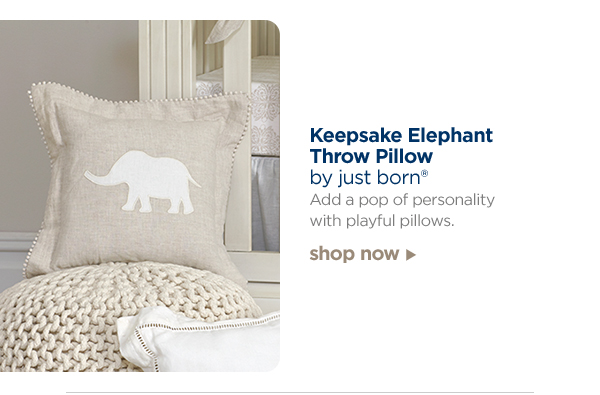 Keepsake Elephant
Throw Pillow
by just born®
Add a pop of personality
with playful pillows.
shop now ►